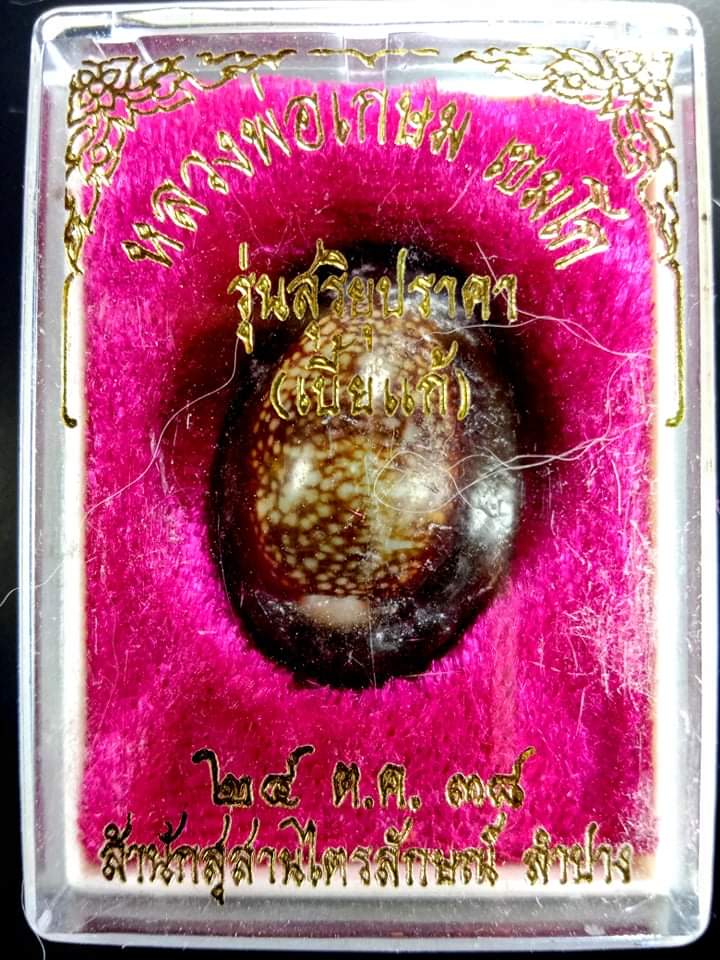 หลวงพ่อเกษม เขมโก
รุ่นสุริยุปราคา
(เบี้ยแก้)
๒๔ ต.ค. ๓๘
สำนักสุสานไตรลักษณ์ ลำปาง